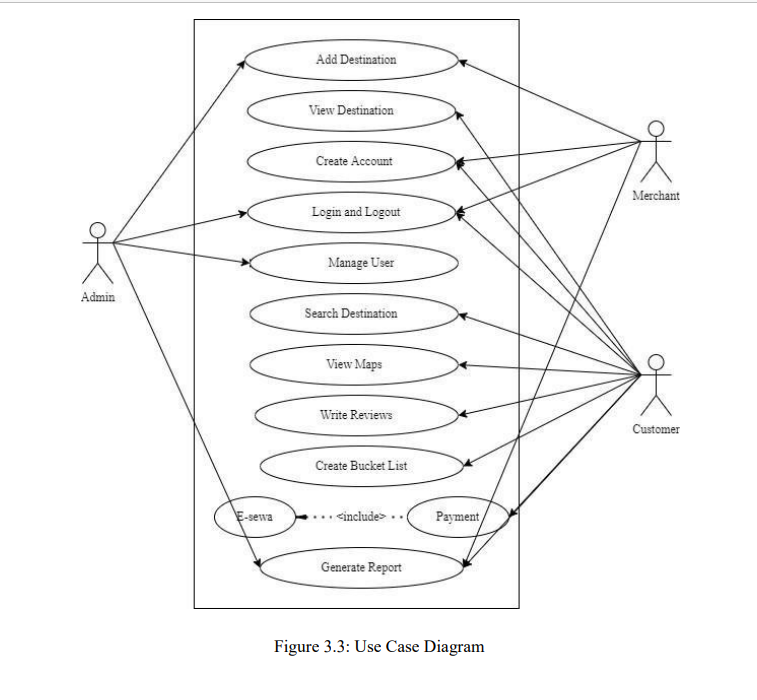 Add Destination
View Destination
Create Account
Merchant
Login and Logout
Manage User
Admin
Search Destination
View Maps
Write Reviews
Customer
Create Bucket List
E-sewa
<include>
Payment
Generate Report
Figure 3.3: Use Case Diagram